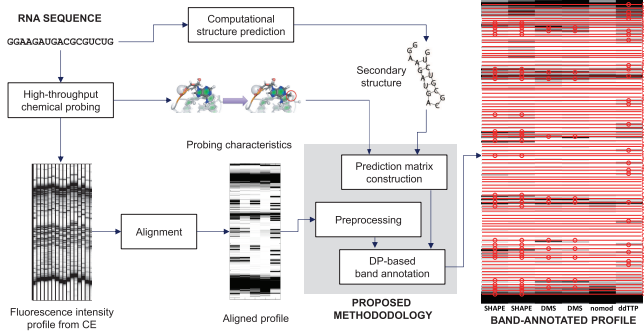 RNA SEQUENCE
GGAAGAUGACGCGUCUG
Computational
structure prediction
High-throughput
chemical probing
Secondary
structure
Probing characteristics
Prediction matrix
construction
Preprocessing
Alignment
DP-based
band annotation
PROPOSED
METHODODOLOGY
Fluorescence intensity
profile from CE
Aligned profile
SHAPE SHAPE DMS DMS nomod ddTTP
BAND-ANNOTATED PROFILE